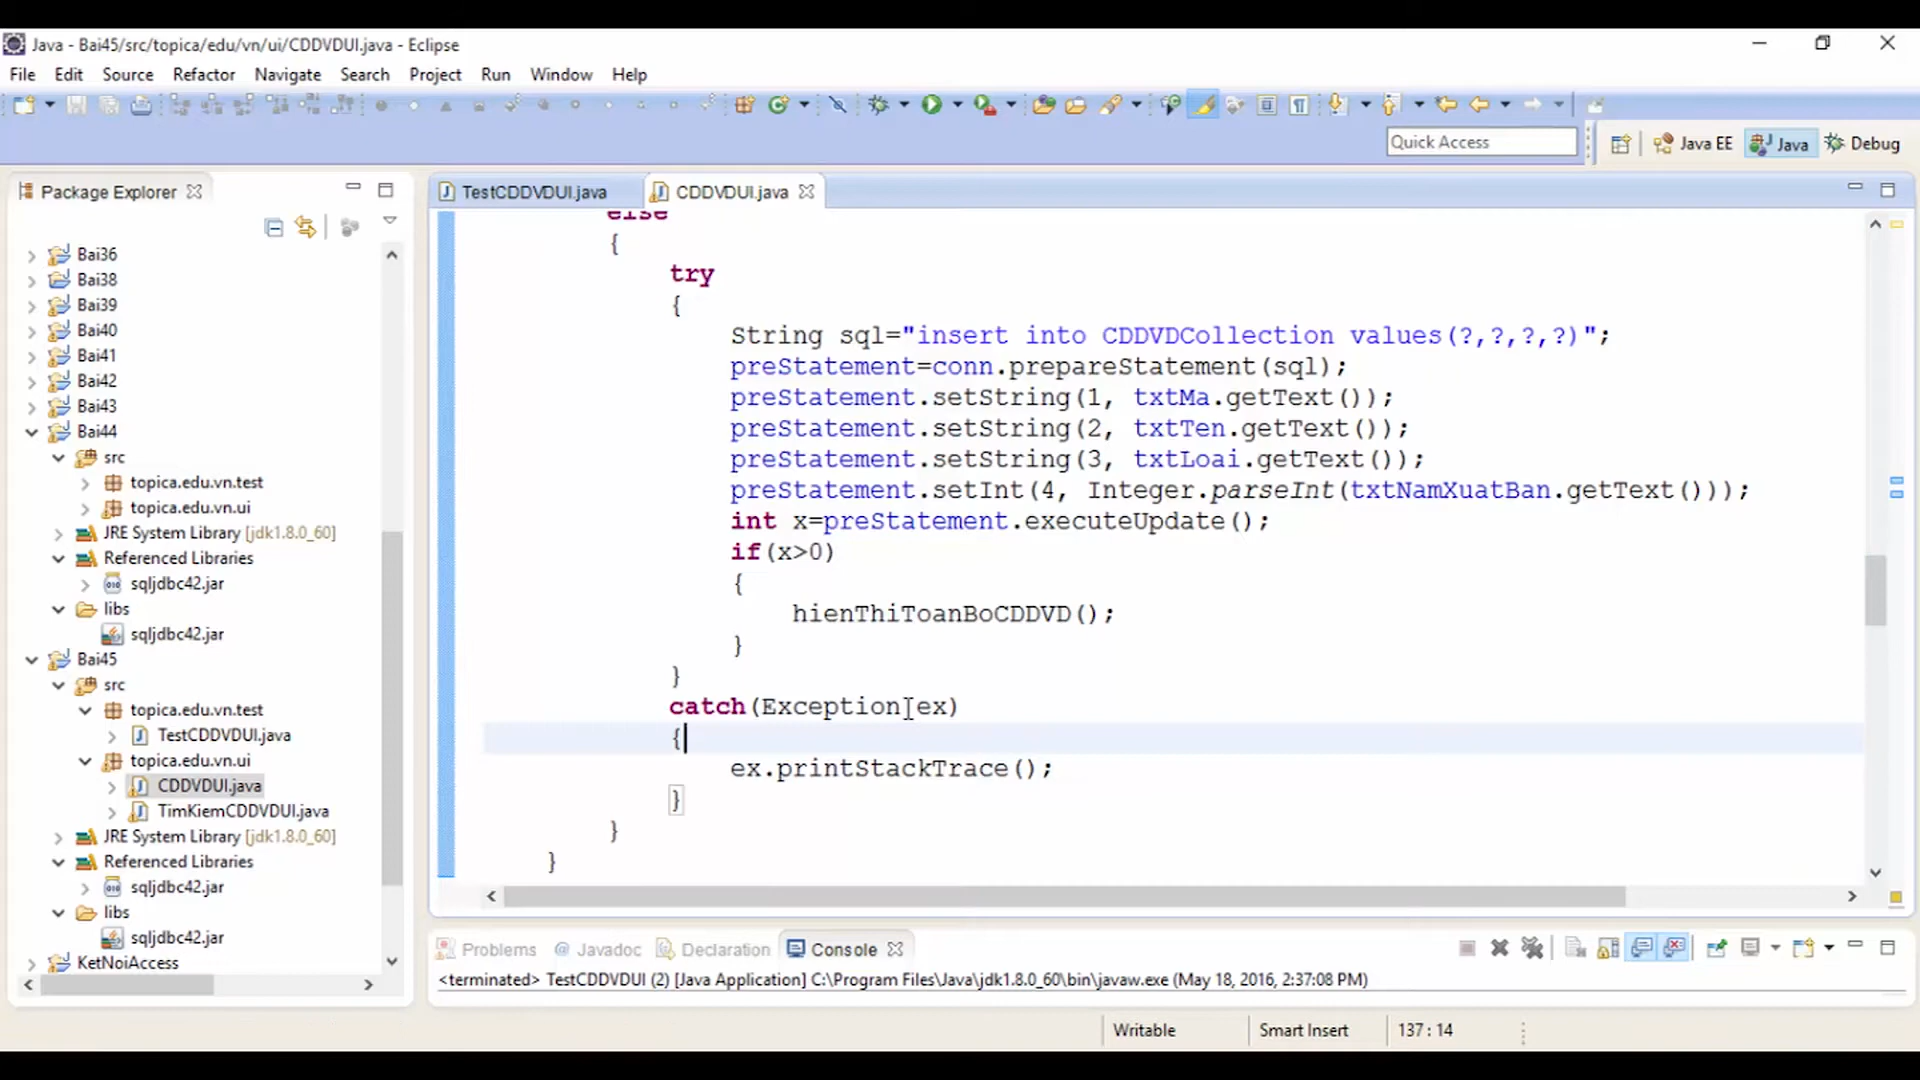 Java - Bai45/src/topica/edu/vn/ui/CDDVDUI.java - Eclipse
File Edit Source Refactor Navigate Search Project Run Window Help
Quick Access
Java EE
Java
Debug
Package Explorer
Bai36
Bai38
Bai39
Bai40
Bai41
Bai42
Bai43
Bai44
src
topica.edu.vn.test
topica.edu.vn.ui
JRE System Library [jdk1.8.0_60]
Referenced Libraries
sqljdbc42.jar
libs
sqljdbc42.jar
Bai45
src
topica.edu.vn.test
TestCDDVDUI.java
topica.edu.vn.ui
CDDVDUI.java
TimKiemCDDVDUI.java
JRE System Library [jdk1.8.0_60]
Referenced Libraries
sqljdbc42.jar
libs
sqljdbc42.jar
KetNoiAccess
TestCDDVDUI.java
CDDVDUI.java
else
{
try
{
String sql="insert into CDDVDCollection values(?,?,?,?)";
preStatement=conn.prepareStatement(sql);
preStatement.setString(1, txtMa.getText());
preStatement.setString(2, txtTen.getText());
preStatement.setString(3, txtLoai.getText());
preStatement.setInt(4, Integer.parseInt(txtNamXuatBan.getText()));
int x=preStatement.executeUpdate();
if(x>0)
{
hienThiToanBoCDDVD();
}
}
catch(Exception ex)
{
ex.printStackTrace();
}
}
}
Problems @ Javadoc Declaration Console
<terminated> TestCDDVDUI (2) [Java Application] C:\Program Files\Java\jdk1.8.0_60\bin\javaw.exe (May 18, 2016, 2:37:08 PM)
Writable
Smart Insert
137 : 14